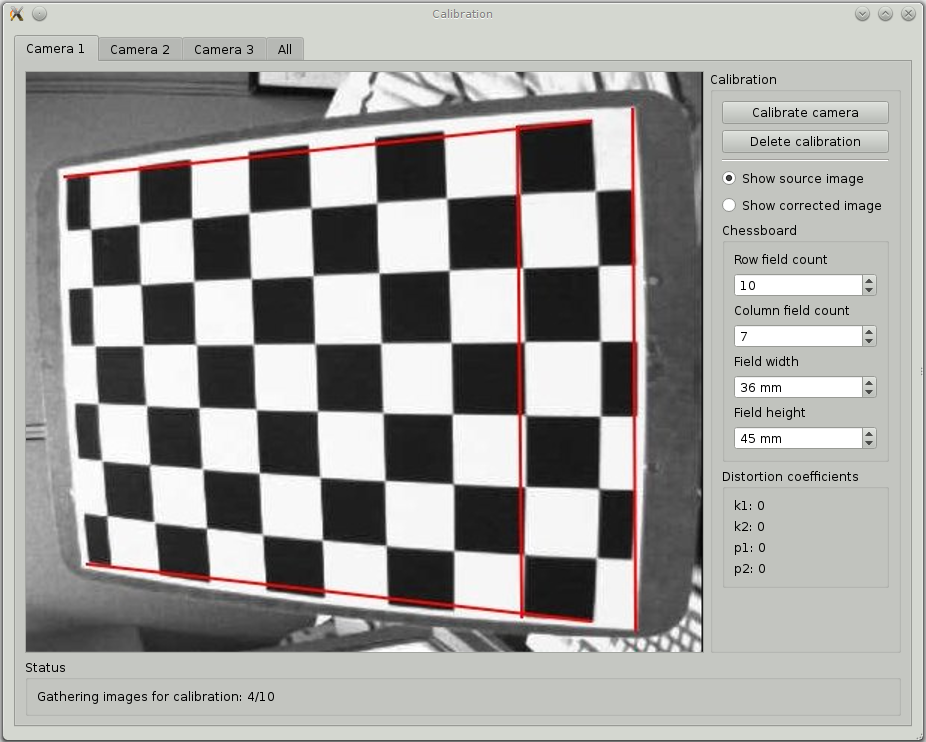 Calibration
Camera 1
Camera 2
Camera 3
All
Calibration
Calibrate camera
Delete calibration
Show source image
Show corrected image
Chessboard
Row field count
10
Column field count
7
Field width
36 mm
Field height
45 mm
Distortion coefficients
k1: 0
k2: 0
p1: 0
p2: 0
Status
Gathering images for calibration: 4/10